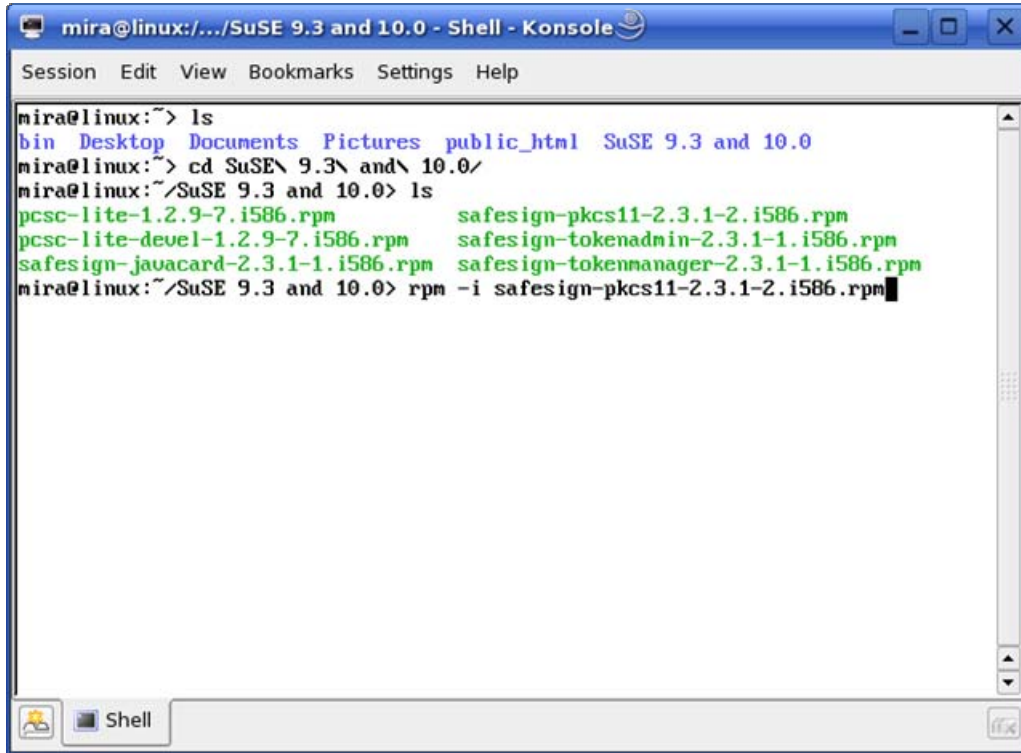 mira@linux:/.../SuSE 9.3 and 10.0 - Shell - Konsole
Session Edit View Bookmarks Settings Help
mira@linux:~> ls
bin Desktop Documents Pictures public_html SuSE 9.3 and 10.0
mira@linux:~> cd SuSE\ 9.3\ and\ 10.0/
mira@linux:~/SuSE 9.3 and 10.0> ls
pcsc-lite-1.2.9-7.i586.rpm safesign-pkcs11-2.3.1-2.i586.rpm
pcsc-lite-devel-1.2.9-7.i586.rpm safesign-tokenadmin-2.3.1-1.i586.rpm
safesign-javacard-2.3.1-1.i586.rpm safesign-tokenmanager-2.3.1-1.i586.rpm
mira@linux:~/SuSE 9.3 and 10.0> rpm -i safesign-pkcs11-2.3.1-2.i586.rpm
Shell